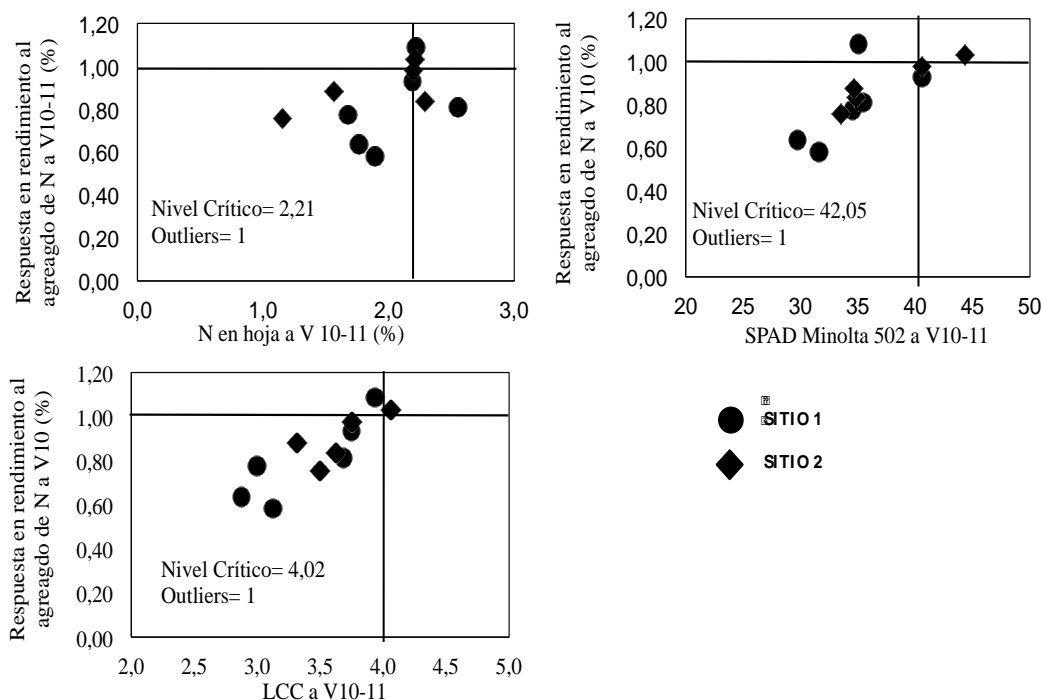 Respuesta en rendimiento al
agreagdo de N a V10-11 (%)
1,20
1,00
0,80
0,60
0,40
0,20
0,00
Nivel Crítico= 2,21
Outliers= 1
0,0
1,0
2,0
3,0
N en hoja a V 10-11 (%)
Respuesta en rendimiento al
agreagdo de N a V10 (%)
1,20
1,00
0,80
0,60
0,40
0,20
0,00
Nivel Crítico= 42,05
Outliers= 1
20
25
30
35
40
45
50
SPAD Minolta 502 a V10-11
Respuesta en rendimiento al
agreagdo de N a V10 (%)
1,20
1,00
0,80
0,60
0,40
0,20
0,00
Nivel Crítico= 4,02
Outliers= 1
2,0
2,5
3,0
3,5
4,0
4,5
5,0
LCC a V10-11
SITIO 1
SITIO 2